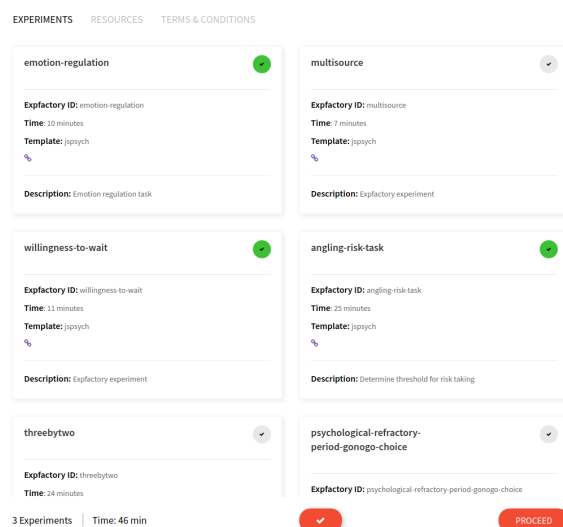 EXPERIMENTS RESOURCES TERMS & CONDITIONS
emotion-regulation
Expfactory ID: emotion-regulation
Time: 10 minutes
Template: jspsych
Description: Emotion regulation task
multisource
Expfactory ID: multisource
Time: 7 minutes
Template: jspsych
Description: Expfactory experiment
willingness-to-wait
Expfactory ID: willingness-to-wait
Time: 11 minutes
Template: jspsych
Description: Expfactory experiment
angling-risk-task
Expfactory ID: angling-risk-task
Time: 25 minutes
Template: jspsych
Description: Determine threshold for risk taking
threebytwo
Expfactory ID: threebytwo
Time: 24 minutes
psychological-refractory-
period-gonogo-choice
Expfactory ID: psychological-refractory-period-gonogo-choice
3 Experiments Time: 46 min
PROCEED